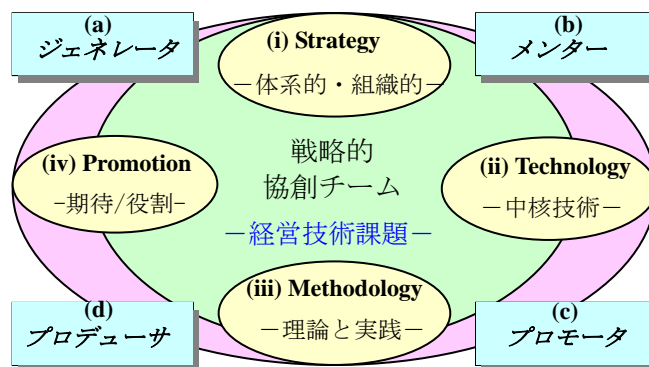 (a)
ジェネレータ
(i) Strategy
－体系的・組織的－
(b)
メンター
(iv) Promotion
−期待/役割−
戦略的
協創チーム
－経営技術課題－
(ii) Technology
－中核技術－
(d)
プロデューサ
(iii) Methodology
－理論と実践－
(c)
プロモータ